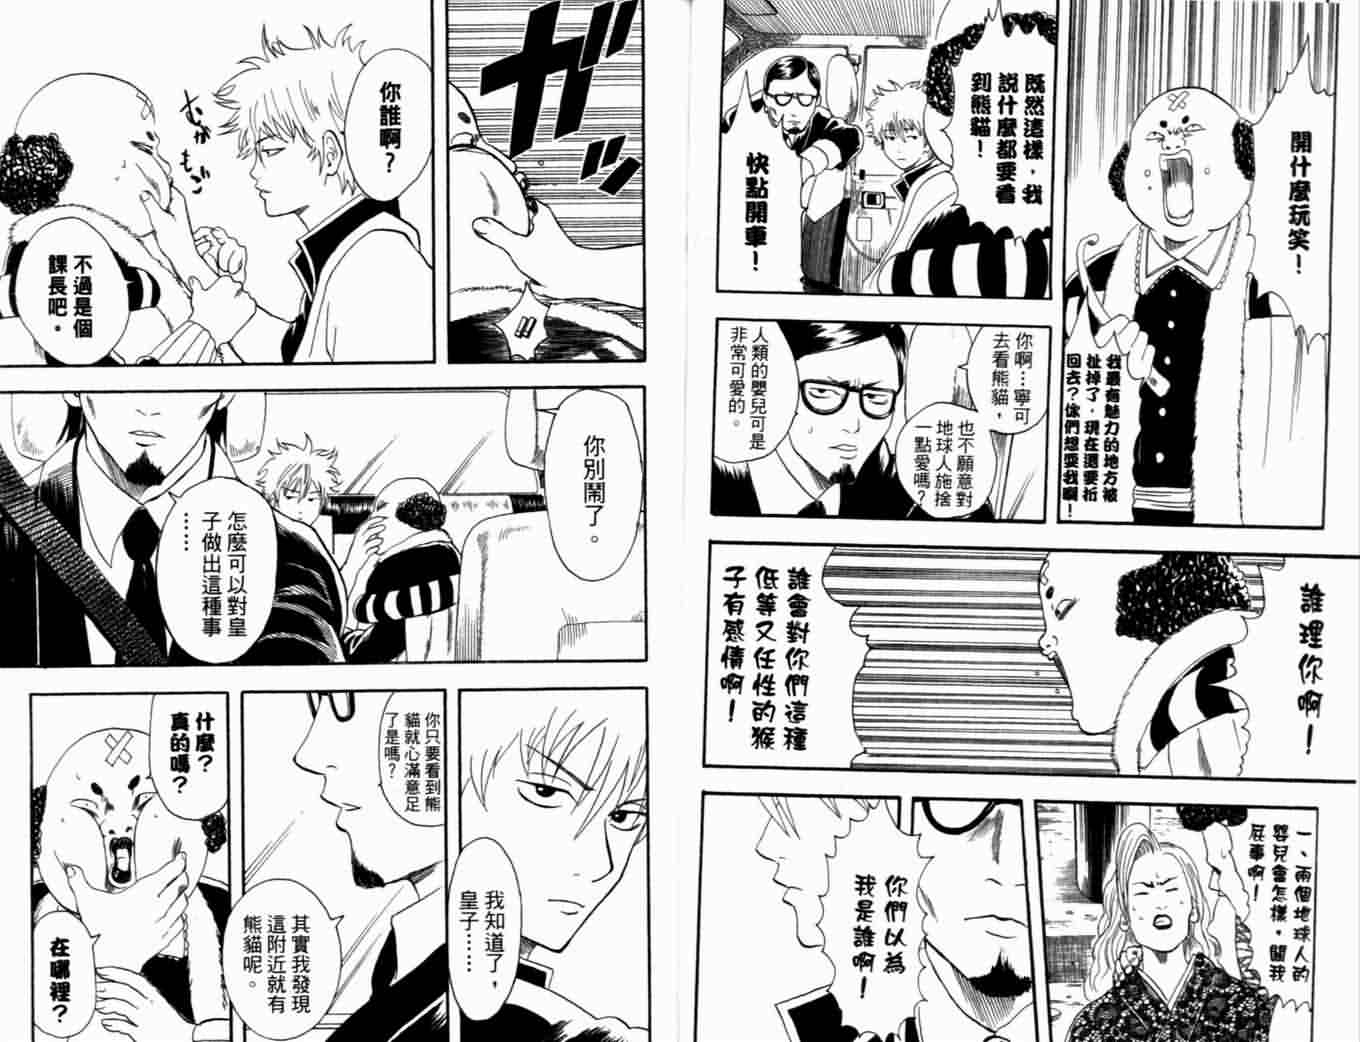 開什麼玩笑！
我最有魅力的地方被
扯掉了，現在還要折
回去？你們想耍我啊！
既然這樣，我
說什麼都要看
到熊貓！
快點開車！
你啊…寧可
去看熊貓，
也不願意對
地球人施捨
一點愛嗎？
人類的嬰兒可是
非常可愛的。
誰理你啊！
誰會對你們這種
低等又任性的猴
子有感情啊！
一、兩個地球人的
嬰兒會怎樣，關我
屁事啊！
你們以為
我是誰啊！
ガッ
!!
你誰啊？
むがもが
不過是個
課長吧。
你別鬧了。
怎麼可以對皇
子做出這種事
……
我知道了，
皇子……
你只要看到熊
貓就心滿意足
了是嗎？
其實我發現
這附近就有
熊貓呢。
什麼？
真的嗎？
在哪裡？